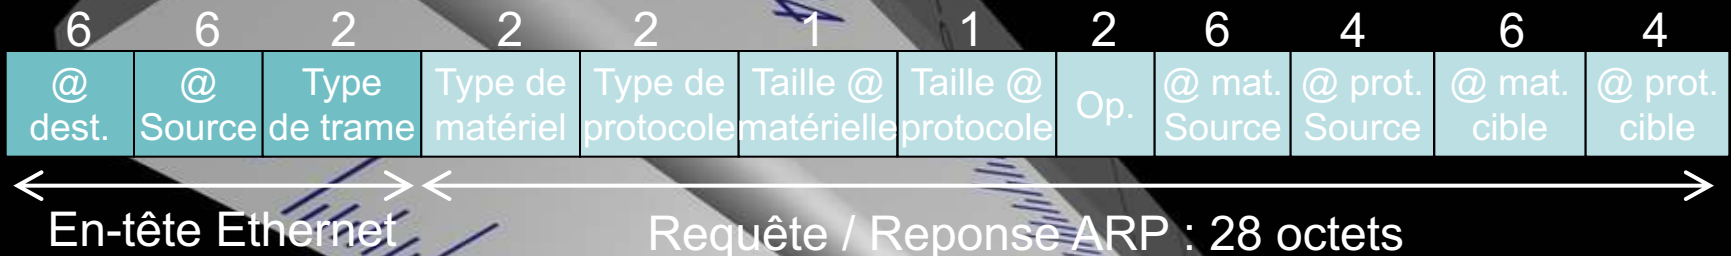 6 6 2 2 2 1 1 2 6 4 6 4
@ dest.
@ Source
Type de trame
Type de matériel
Type de protocole
Taille @ matérielle
Taille @ protocole
Op.
@ mat. Source
@ prot. Source
@ mat. cible
@ prot. cible
En-tête Ethernet
Requête / Reponse ARP : 28 octets